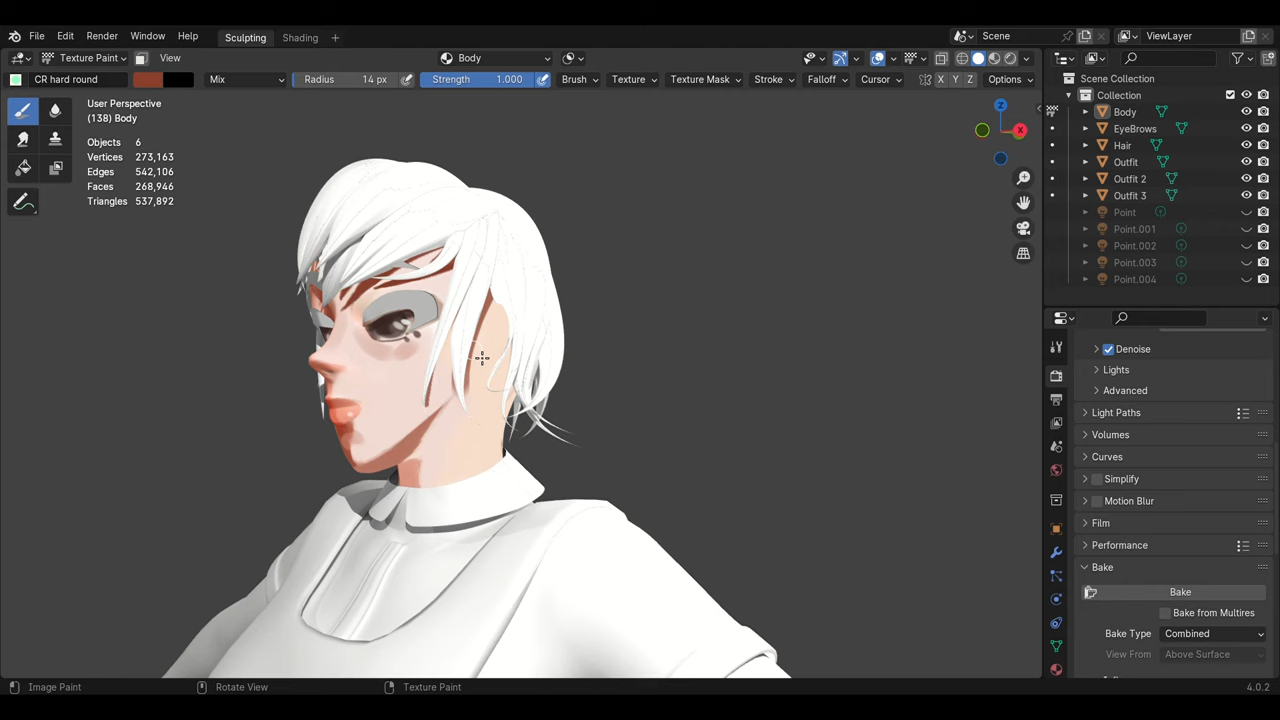 File Edit Render Window Help Sculpting Shading + Scene ViewLayer
Texture Paint View Body
CR hard round Mix Radius 14 px Strength 1.000 Brush Texture Texture Mask Stroke Falloff Cursor X Y Z Options
User Perspective
(138) Body
Objects 6
Vertices 273,163
Edges 542,106
Faces 268,946
Triangles 537,892
Z
X
Scene Collection
Collection
Body
EyeBrows
Hair
Outfit
Outfit 2
Outfit 3
Point
Point.001
Point.002
Point.003
Point.004
Denoise
Lights
Advanced
Light Paths
Volumes
Curves
Simplify
Motion Blur
Film
Performance
Bake
Bake
Bake from Multires
Bake Type Combined
View From Above Surface
Image Paint Rotate View Texture Paint 4.0.2